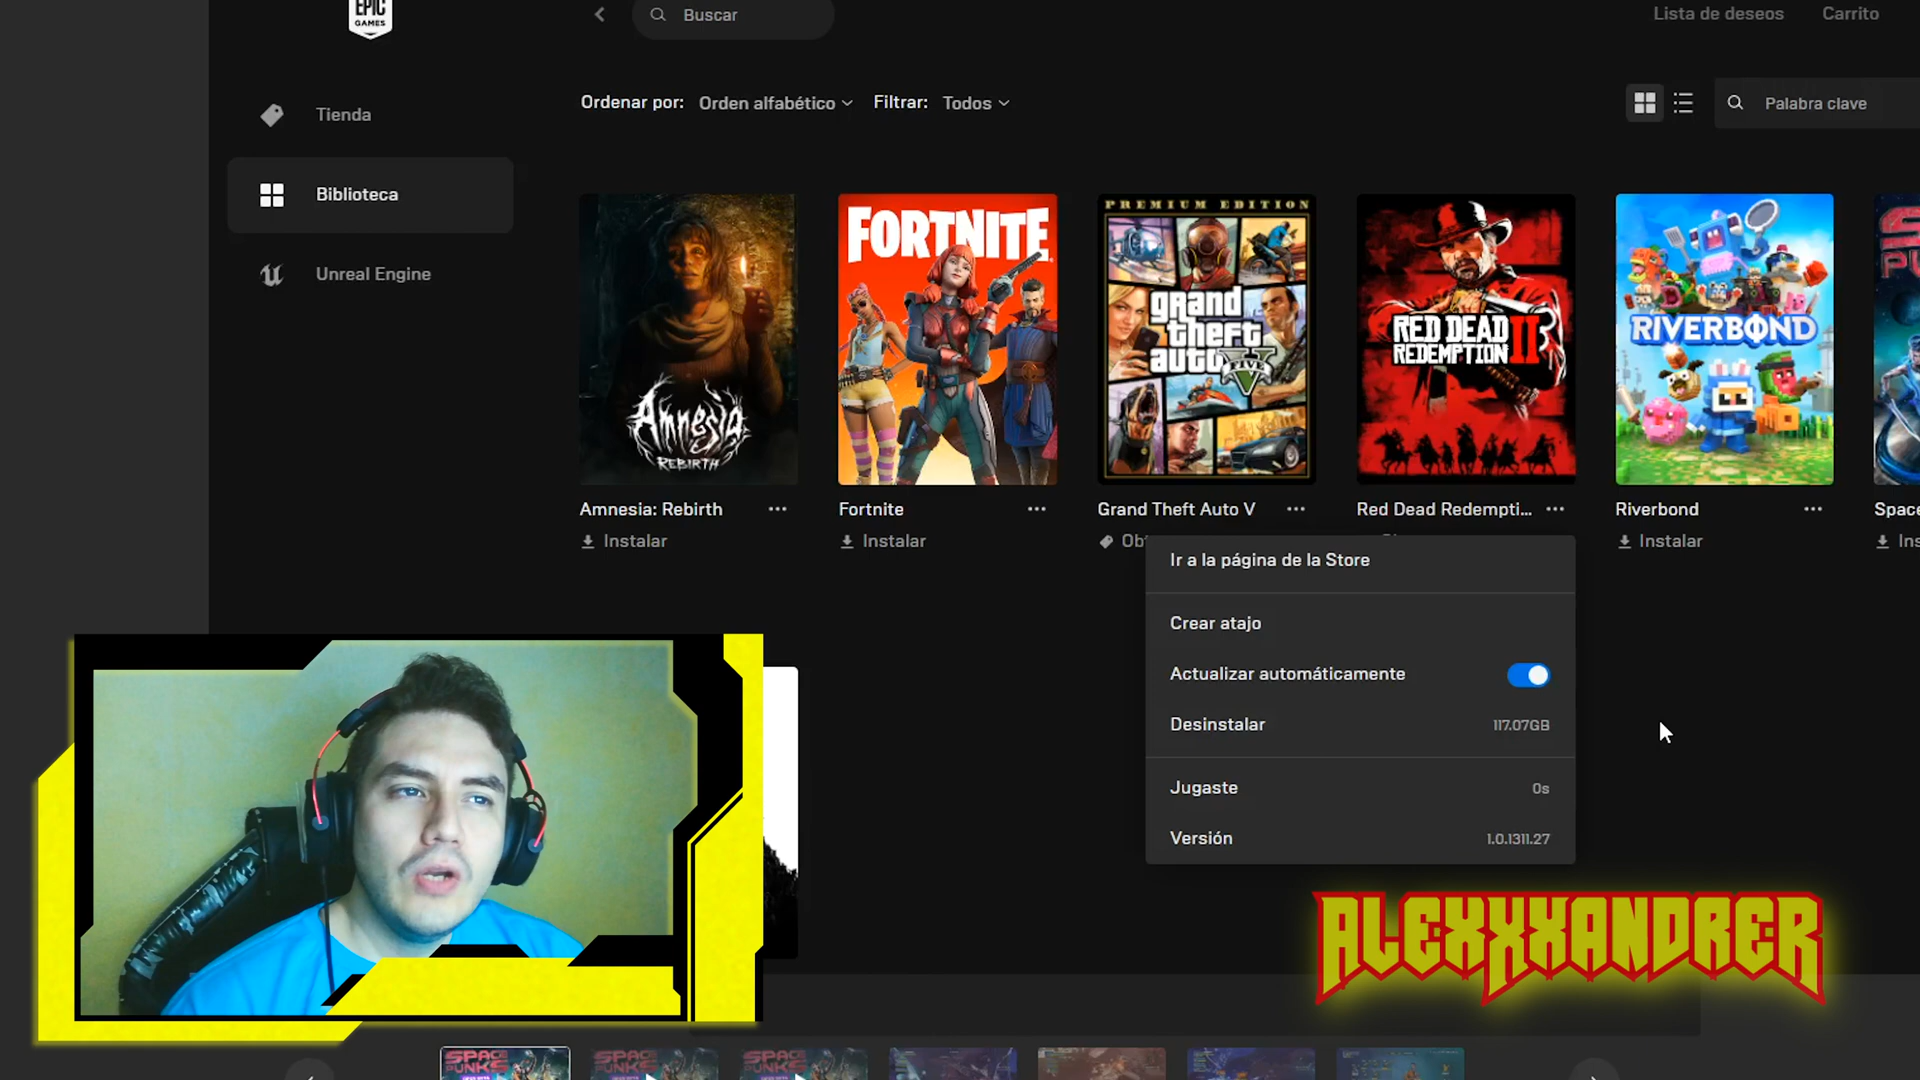 EPIC
GAMES
Buscar
Lista de deseos
Carrito
Tienda
Biblioteca
Unreal Engine
Ordenar por:
Orden alfabético
Filtrar:
Todos
Palabra clave
Amnesia
REBIRTH
FORTNITE
PREMIUM EDITION
grand
theft
auto
FIVE
RED DEAD
REDEMPTION II
RIVERBOND
Amnesia: Rebirth
Fortnite
Grand Theft Auto V
Red Dead Redempti...
Riverbond
Space
Instalar
Instalar
Instalar
Ir a la página de la Store
Crear atajo
Actualizar automáticamente
Desinstalar
117.07GB
Jugaste
0s
Versión
1.0.1311.27
ALEXXXANDRER
SPACE
PUNKS